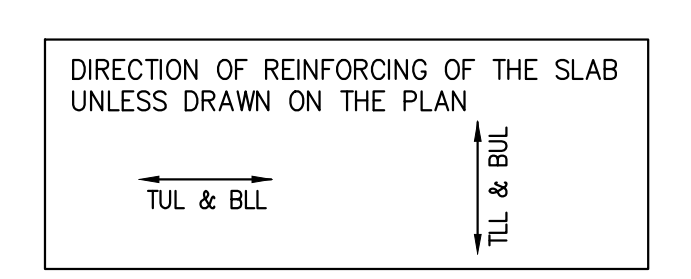 DIRECTION OF REINFORCING OF THE SLAB
UNLESS DRAWN ON THE PLAN
TUL & BLL
TLL & BUL